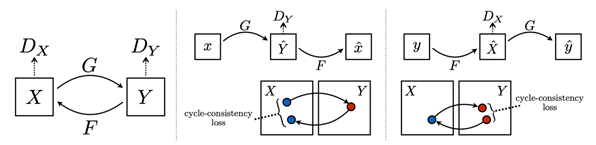 D_X D_Y
G
X Y
F
D_Y
G
x Ŷ x̂
F
X Y
cycle-consistency
loss
D_X
G
y X̂ ŷ
F
X Y
cycle-consistency
loss